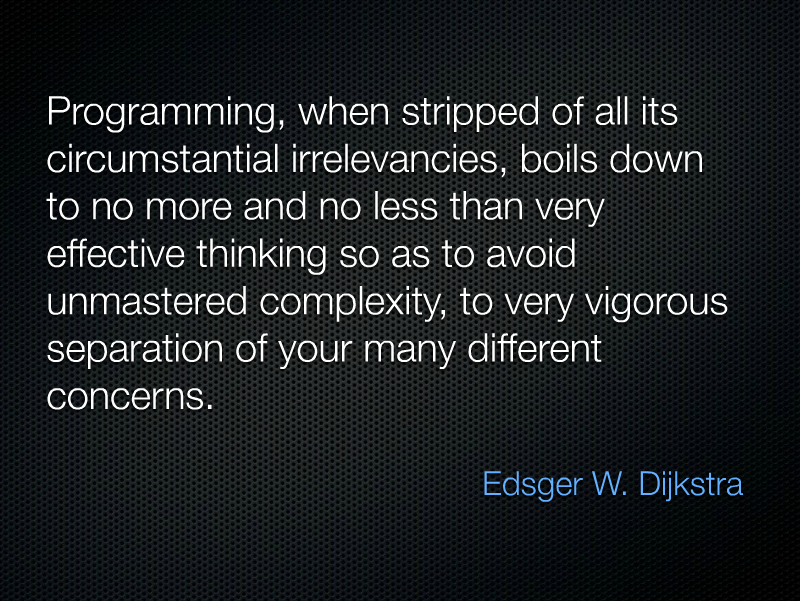 Programming, when stripped of all its
circumstantial irrelevancies, boils down
to no more and no less than very
effective thinking so as to avoid
unmastered complexity, to very vigorous
separation of your many different
concerns.
Edsger W. Dijkstra